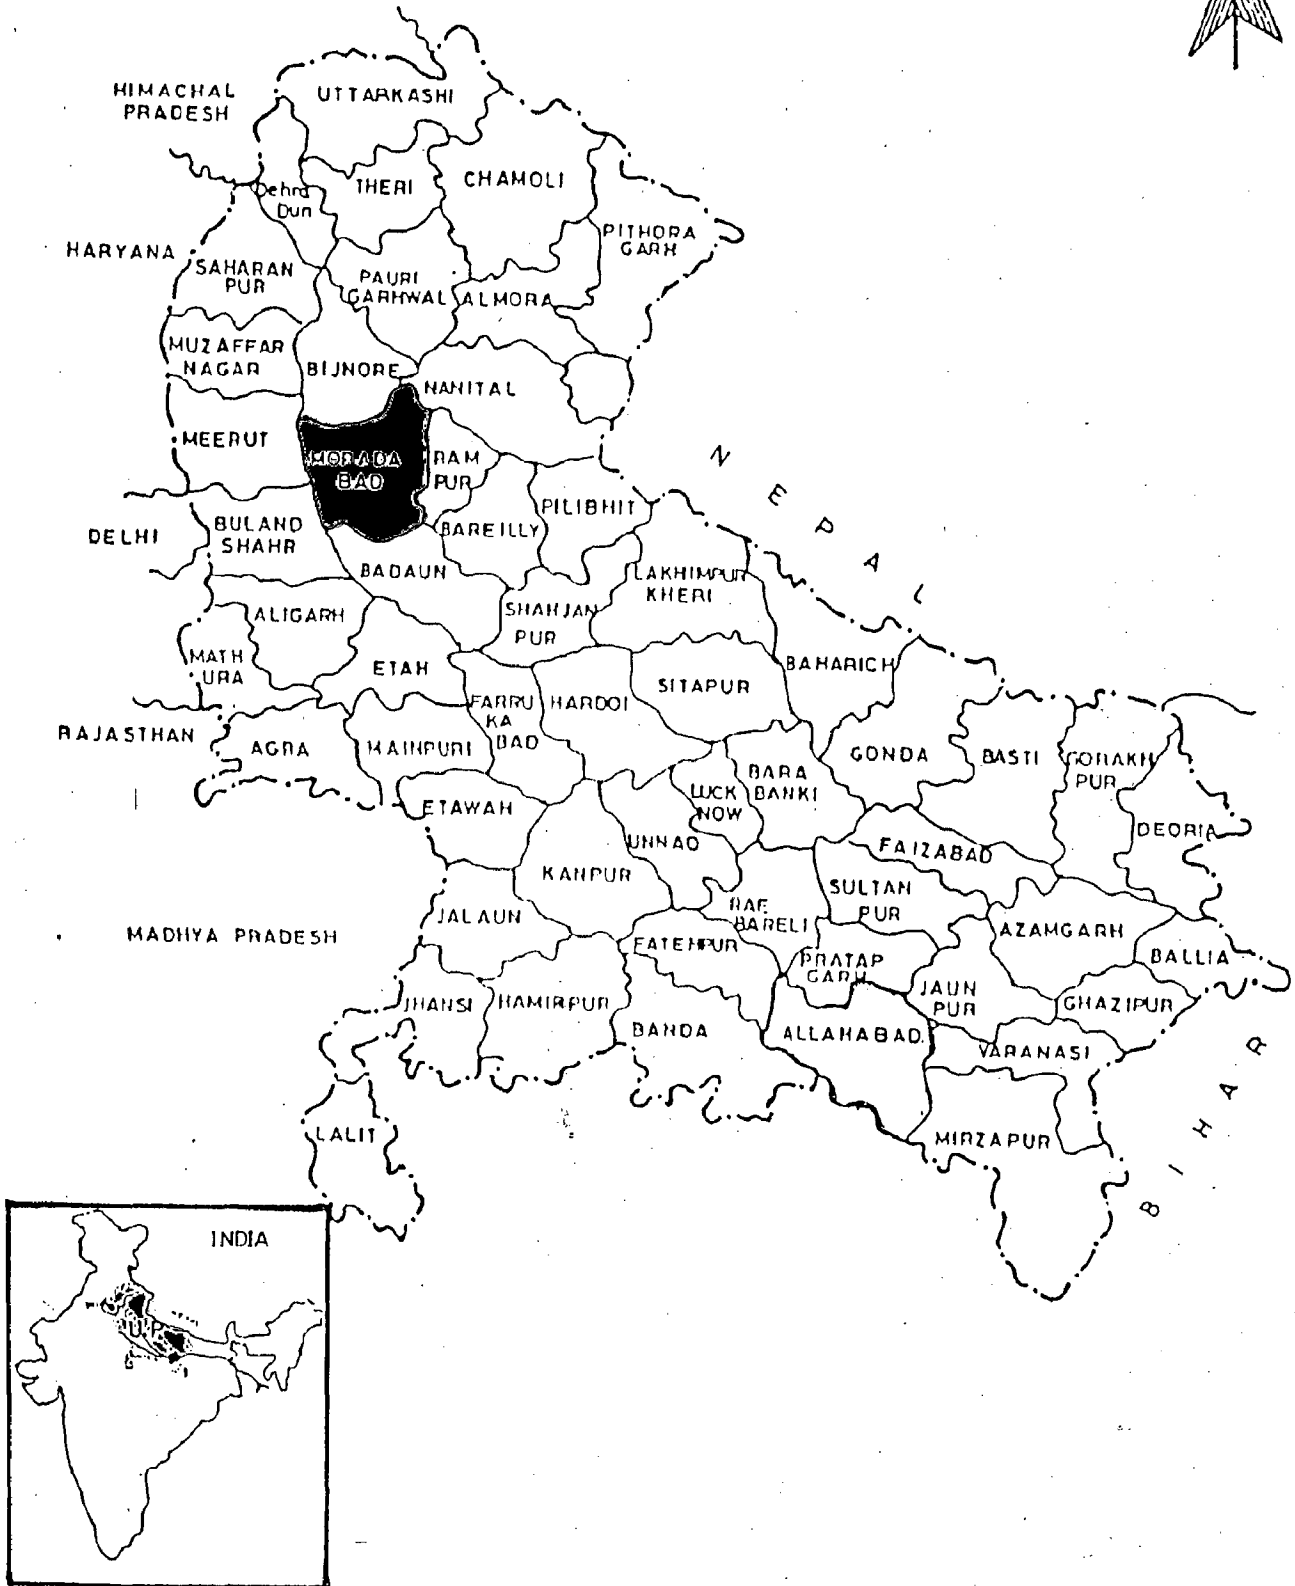 HIMACHAL
PRADESH
UTTARKASHI
Dehra
Dun
THERI
CHAMOLI
PITHORA
GARH
HARYANA
SAHARAN
PUR
PAURI
GARHWAL
ALMORA
MUZAFFAR
NAGAR
BIJNORE
NANITAL
MEERUT
MORADA
BAD
RAM
PUR
NEPAL
DELHI
BULAND
SHAHR
BAREILLY
PILIBHIT
BADAUN
LAKHIMPUR
KHERI
ALIGARH
SHAHJAN
PUR
MATH
URA
ETAH
BAHARICH
FARRU
KA
BAD
HARDOI
SITAPUR
RAJASTHAN
AGRA
MAINPURI
GONDA
BASTI
GORAKH
PUR
BARA
BANKI
LUCK
NOW
ETAWAH
DEORIA
UNNAO
FAIZABAD
KANPUR
SULTAN
PUR
JALAUN
RAE
BARELI
AZAMGARH
MADHYA PRADESH
FATEHPUR
PRATAP
GARH
BALLIA
JHANSI
HAMIRPUR
JAUN
PUR
GHAZIPUR
BANDA
ALLAHABAD.
VARANASI
BIHAR
LALIT
MIRZAPUR
INDIA
U.P.